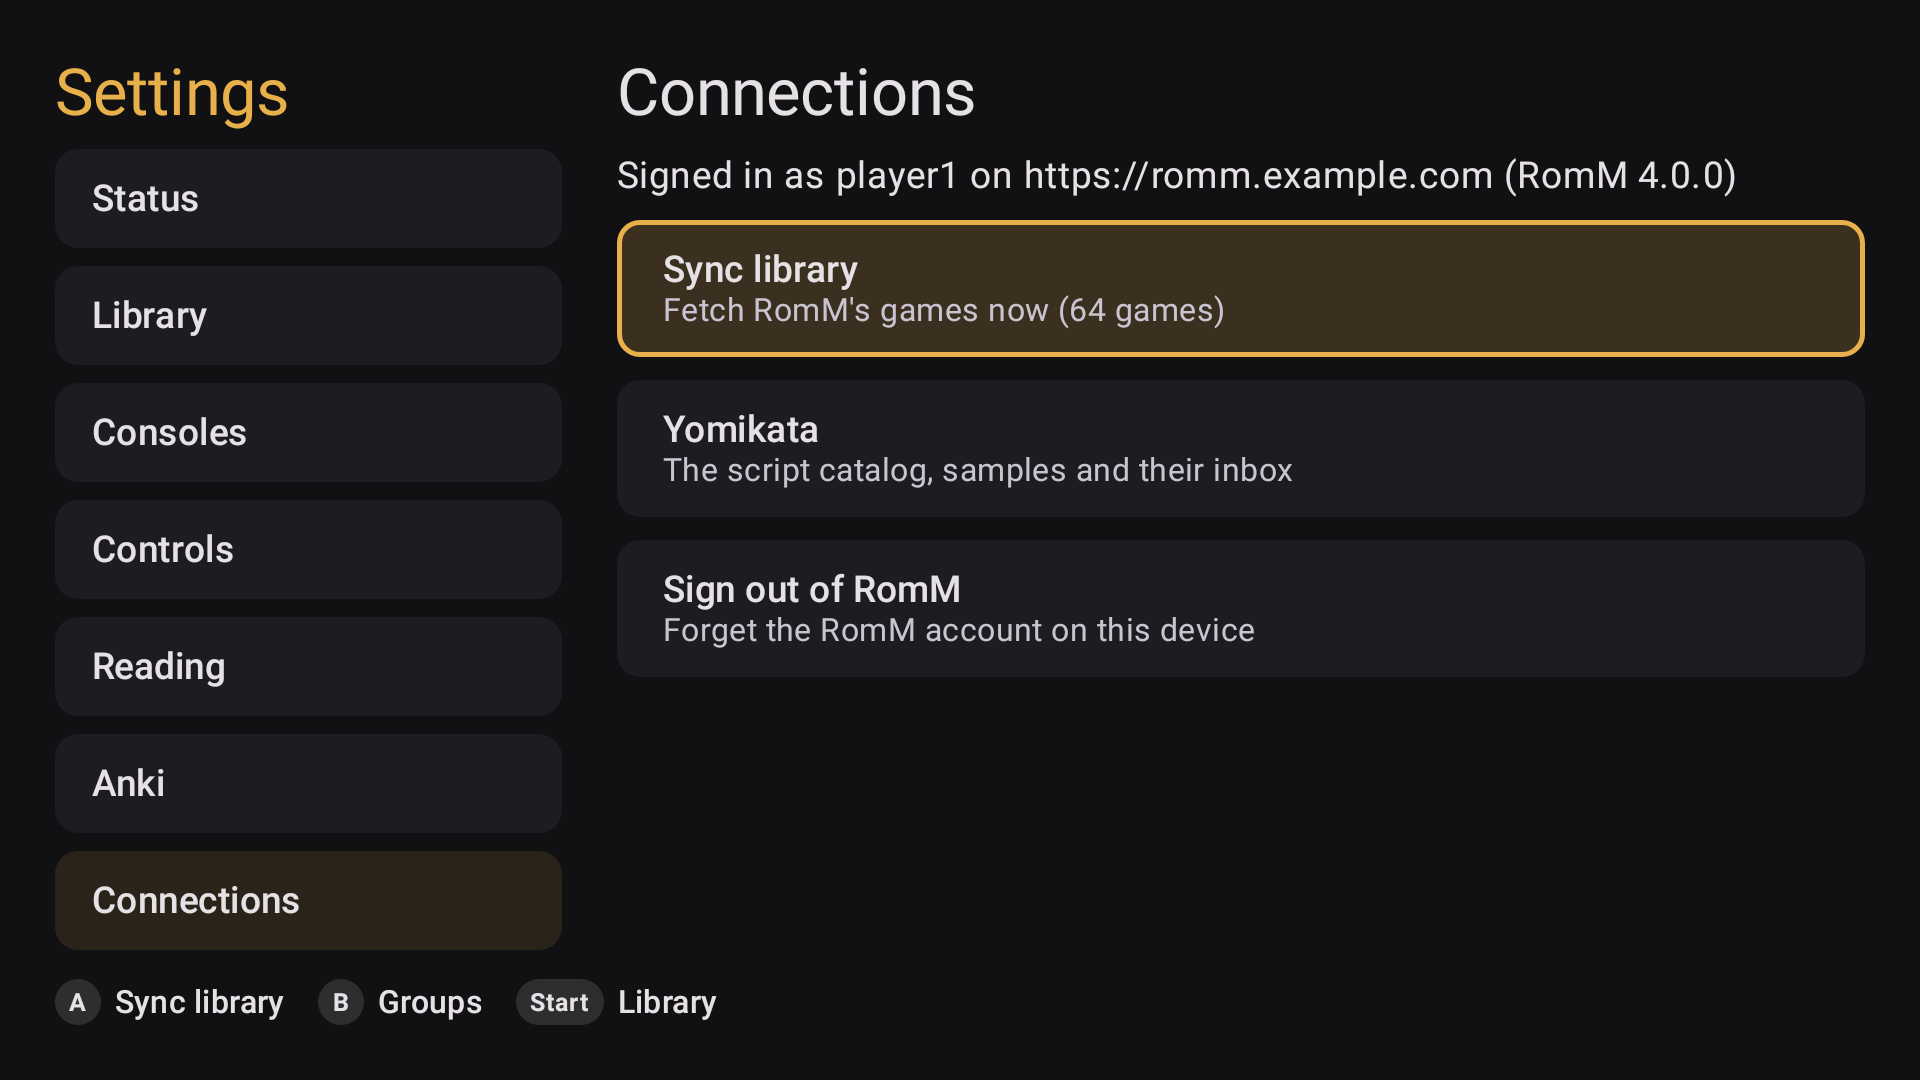 Settings
Status
Library
Consoles
Controls
Reading
Anki
Connections
Connections
Signed in as player1 on https://romm.example.com (RomM 4.0.0)
Sync library
Fetch RomM's games now (64 games)
Yomikata
The script catalog, samples and their inbox
Sign out of RomM
Forget the RomM account on this device
A Sync library B Groups Start Library